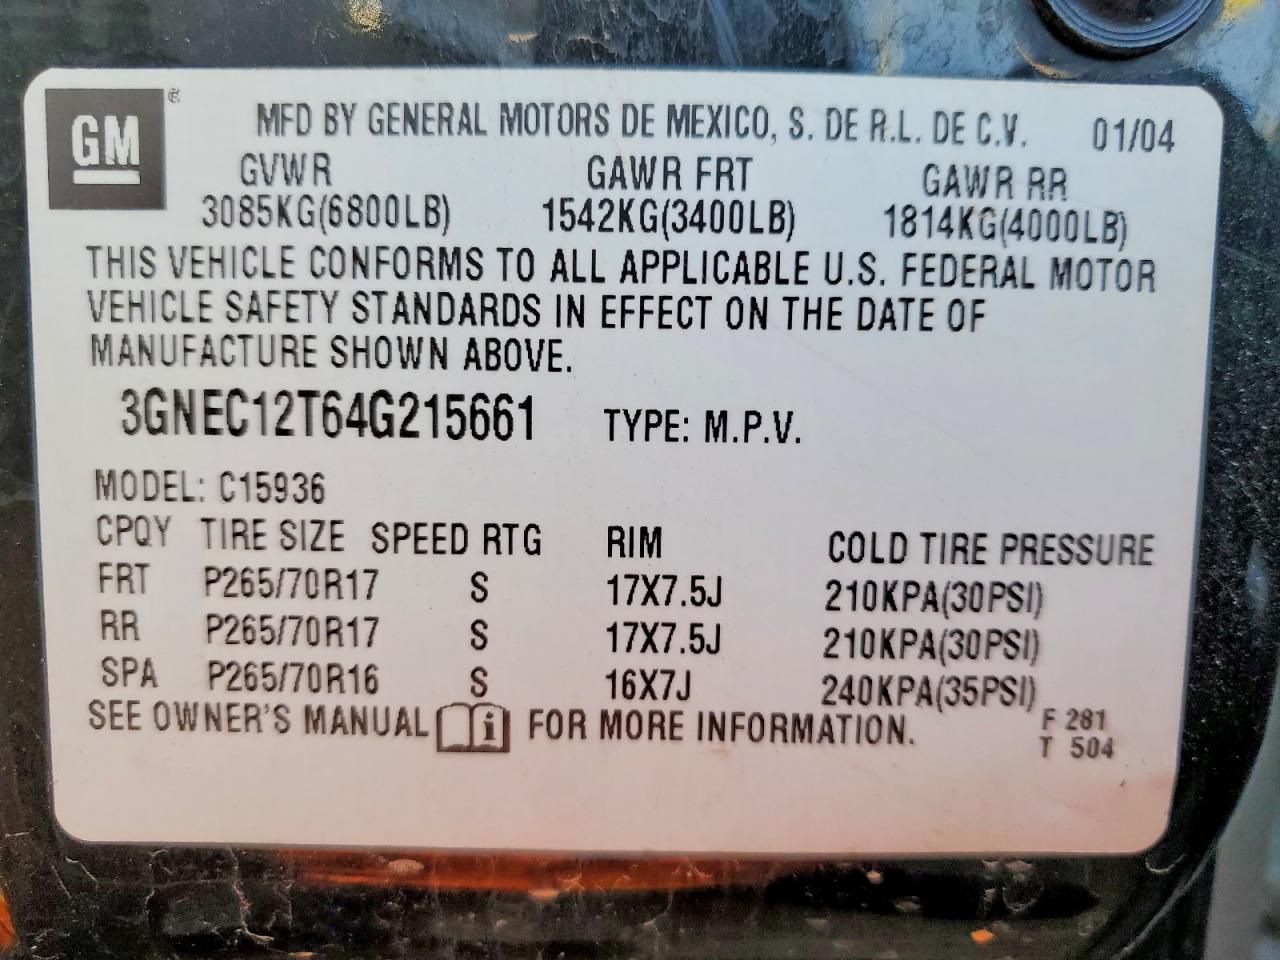 GM ® MFD BY GENERAL MOTORS DE MEXICO, S. DE R.L. DE C.V. 01/04
GVWR GAWR FRT GAWR RR
3085KG(6800LB) 1542KG(3400LB) 1814KG(4000LB)
THIS VEHICLE CONFORMS TO ALL APPLICABLE U.S. FEDERAL MOTOR
VEHICLE SAFETY STANDARDS IN EFFECT ON THE DATE OF
MANUFACTURE SHOWN ABOVE.
3GNEC12T64G215661 TYPE: M.P.V.
MODEL: C15936
CPQY TIRE SIZE SPEED RTG RIM COLD TIRE PRESSURE
FRT P265/70R17 S 17X7.5J 210KPA(30PSI)
RR P265/70R17 S 17X7.5J 210KPA(30PSI)
SPA P265/70R16 S 16X7J 240KPA(35PSI)
SEE OWNER'S MANUAL i FOR MORE INFORMATION.
F 281
T 504